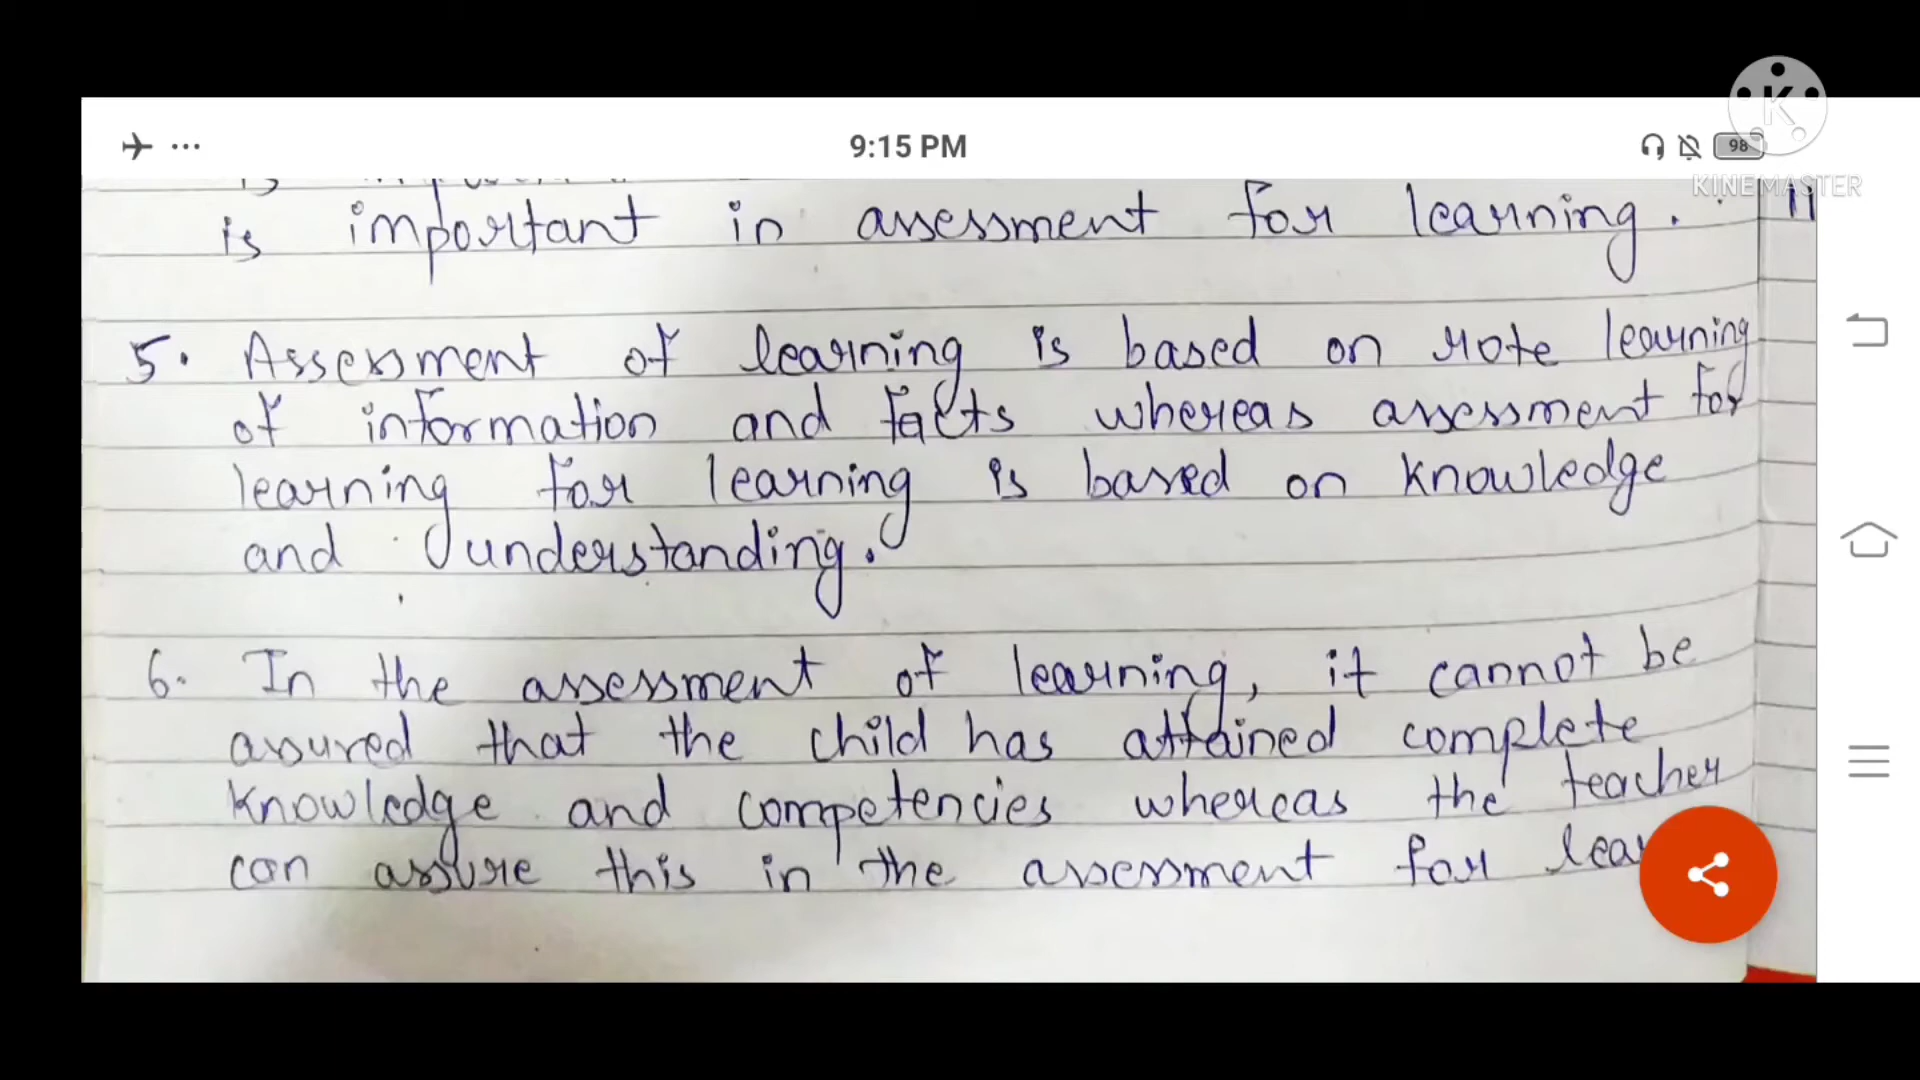 9:15 PM
98
K
KINEMASTER
is important in assessment for learning.
5. Assessment of learning is based on rote learning
of information and facts whereas assessment for
learning for learning is based on knowledge
and understanding.
6. In the assessment of learning, it cannot be
assured that the child has attained complete
knowledge and competencies whereas the teacher
can assure this in the assessment for lear